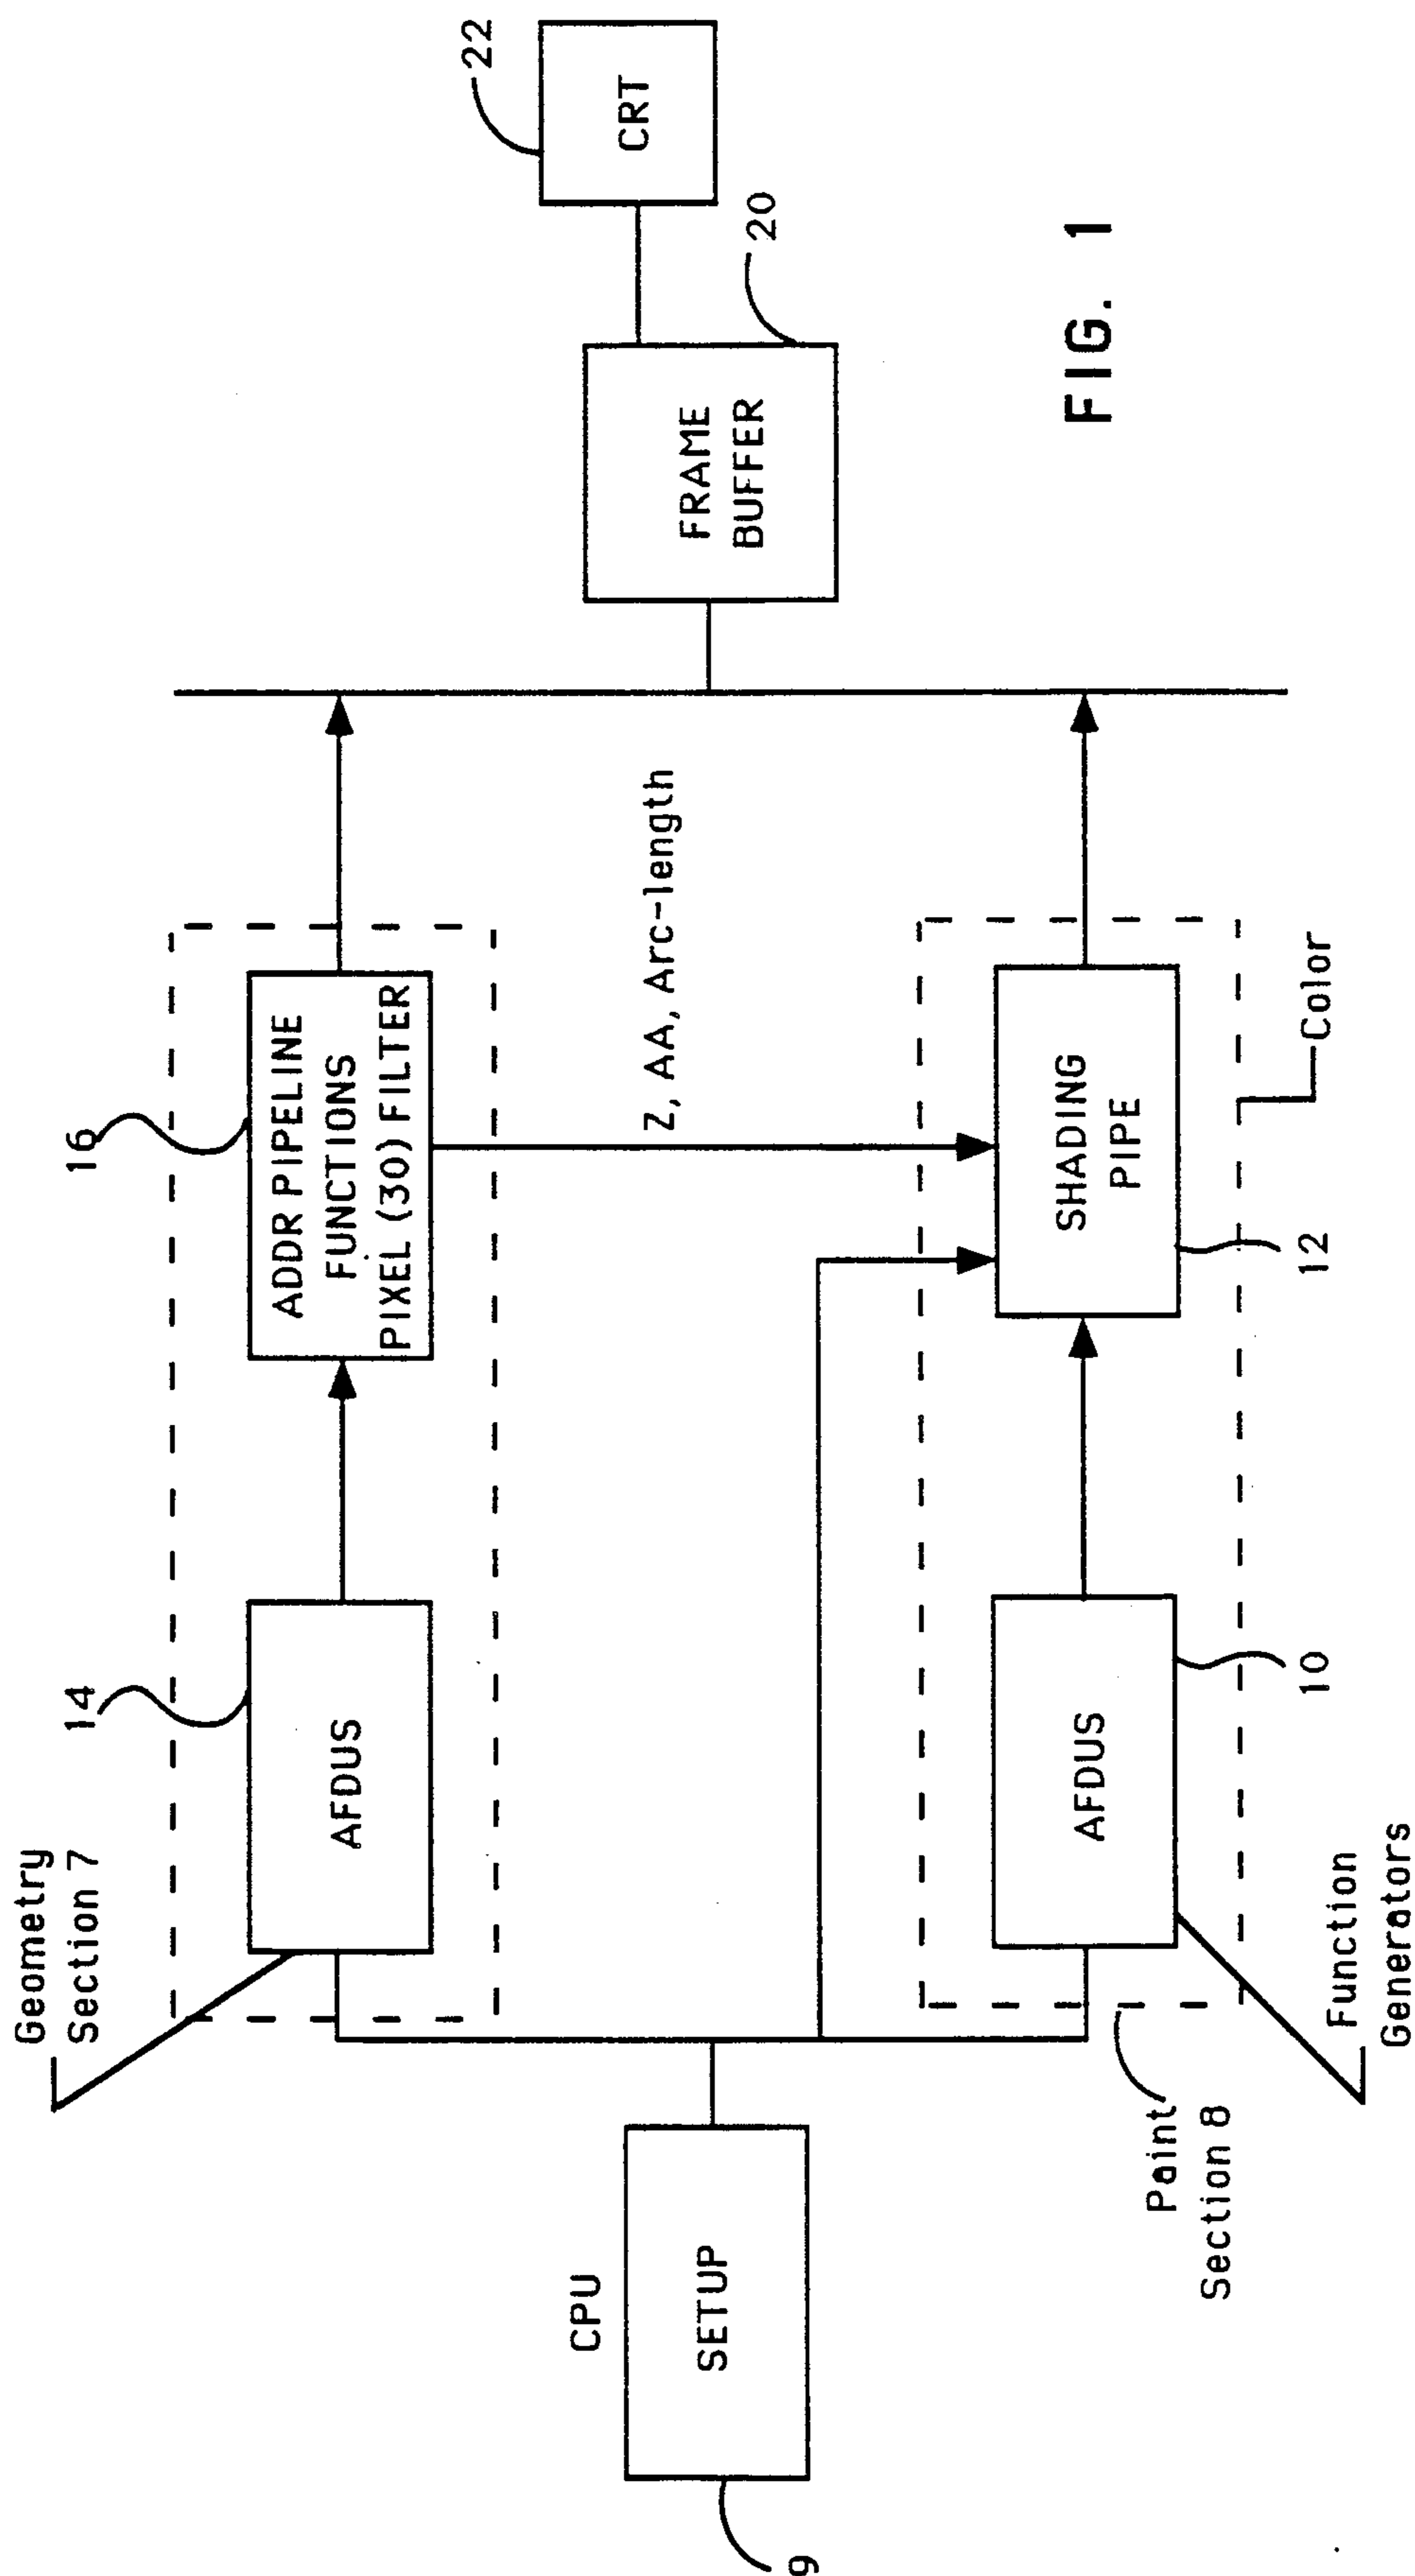 Geometry
Section 7
14
16
AFDUS
ADDR PIPELINE
FUNCTIONS
PIXEL (30) FILTER
22
CRT
CPU
SETUP
9
Z, AA, Arc-length
FRAME
BUFFER
20
AFDUS
SHADING
PIPE
Paint
Section 8
10
12
Color
Function
Generators
FIG. 1